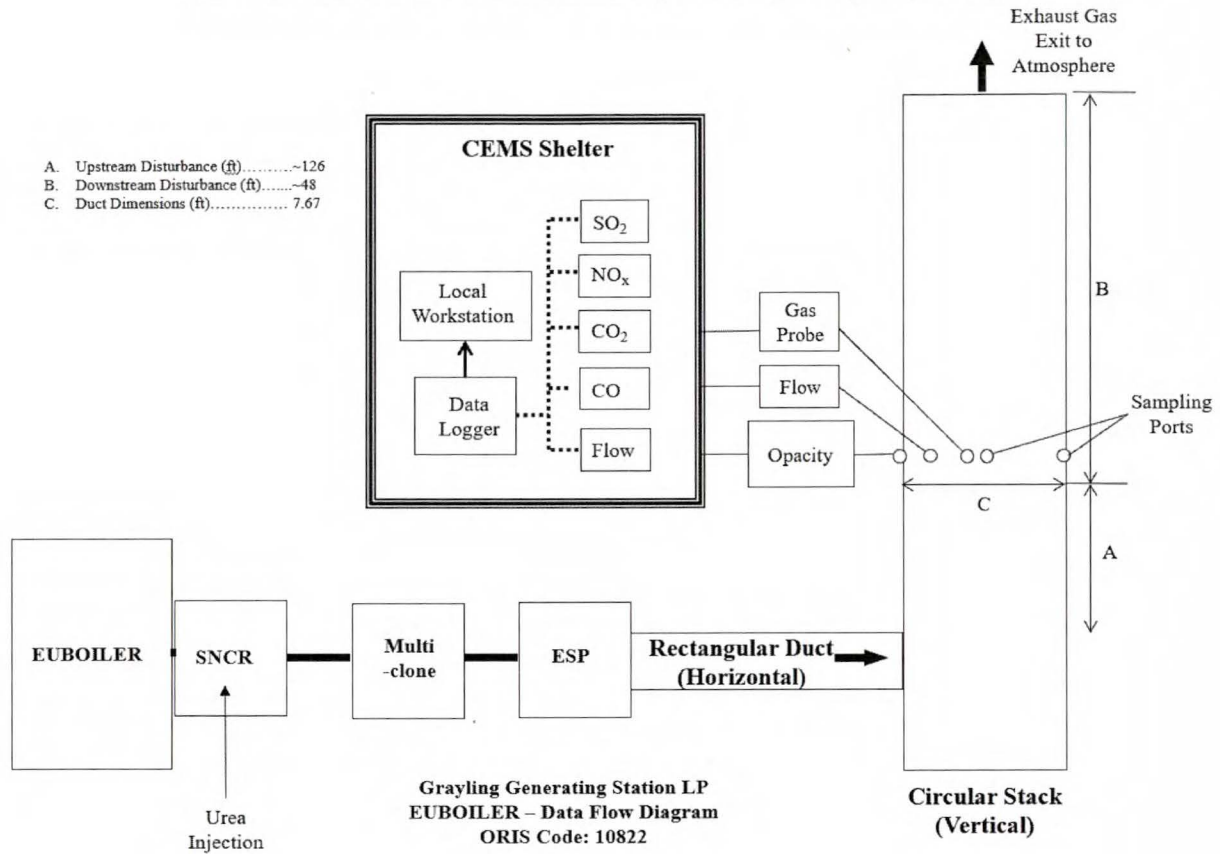 Exhaust Gas
Exit to
Atmosphere
CEMS Shelter
A. Upstream Disturbance (ft)..........~126
B. Downstream Disturbance (ft).......~48
C. Duct Dimensions (ft)............... 7.67
SO2
NOx
Local
Workstation
CO2
CO
Data
Logger
Flow
Gas
Probe
Flow
Opacity
B
Sampling
Ports
C
A
EUBOILER
SNCR
Multi
-clone
ESP
Rectangular Duct
(Horizontal)
Urea
Injection
Grayling Generating Station LP
EUBOILER – Data Flow Diagram
ORIS Code: 10822
Circular Stack
(Vertical)